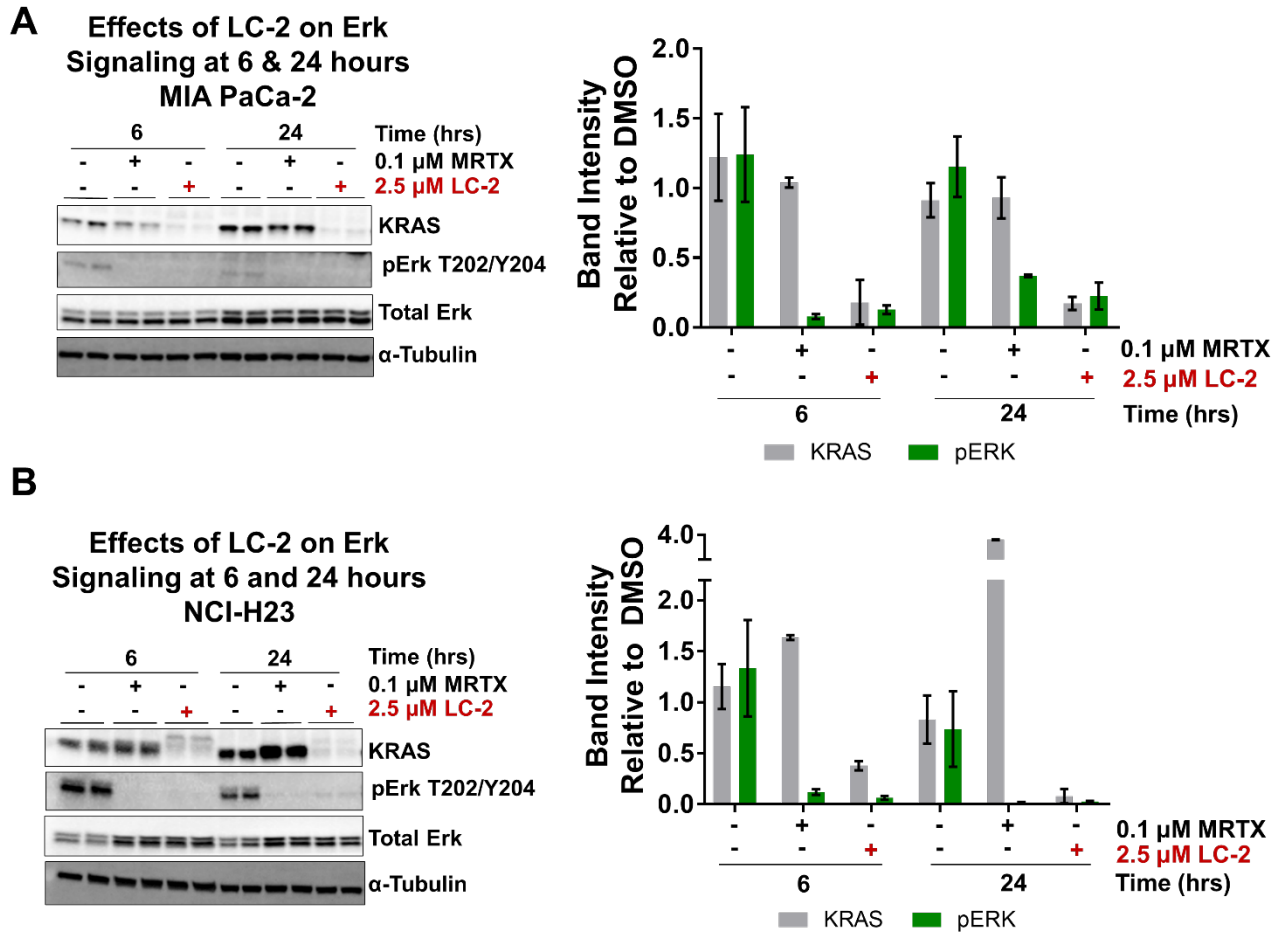 A
Effects of LC-2 on Erk
Signaling at 6 & 24 hours
MIA PaCa-2
6 24 Time (hrs)
- + - - + - 0.1 µM MRTX
- - + - - + 2.5 µM LC-2
KRAS
pErk T202/Y204
Total Erk
α-Tubulin
Band Intensity
Relative to DMSO
2.0
1.5
1.0
0.5
0.0
- + - - + - 0.1 µM MRTX
- - + - - + 2.5 µM LC-2
6 24 Time (hrs)
KRAS pERK
B
Effects of LC-2 on Erk
Signaling at 6 and 24 hours
NCI-H23
6 24 Time (hrs)
- + - - + - 0.1 µM MRTX
- - + - - + 2.5 µM LC-2
KRAS
pErk T202/Y204
Total Erk
α-Tubulin
Band Intensity
Relative to DMSO
4.0
2.0
1.5
1.0
0.5
0.0
- + - - + - 0.1 µM MRTX
- - + - - + 2.5 µM LC-2
6 24 Time (hrs)
KRAS pERK